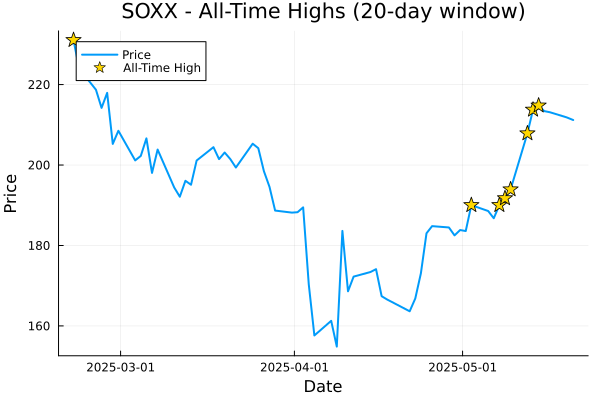 SOXX - All-Time Highs (20-day window)
Price
All-Time High
220
200
180
160
Price
2025-03-01
2025-04-01
2025-05-01
Date